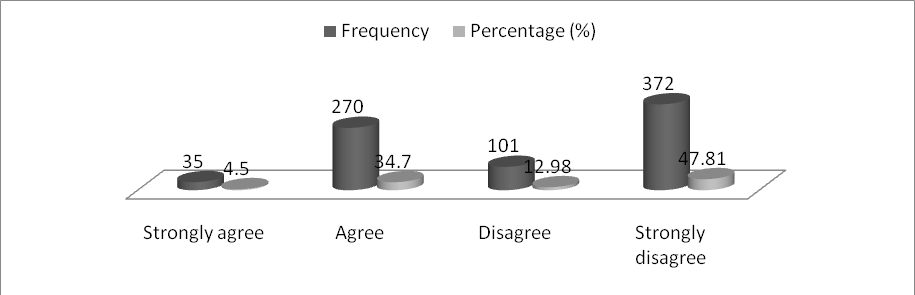 Frequency Percentage (%)
372
270
101
35
4.5
34.7
12.98
47.81
Strongly agree
Agree
Disagree
Strongly
disagree